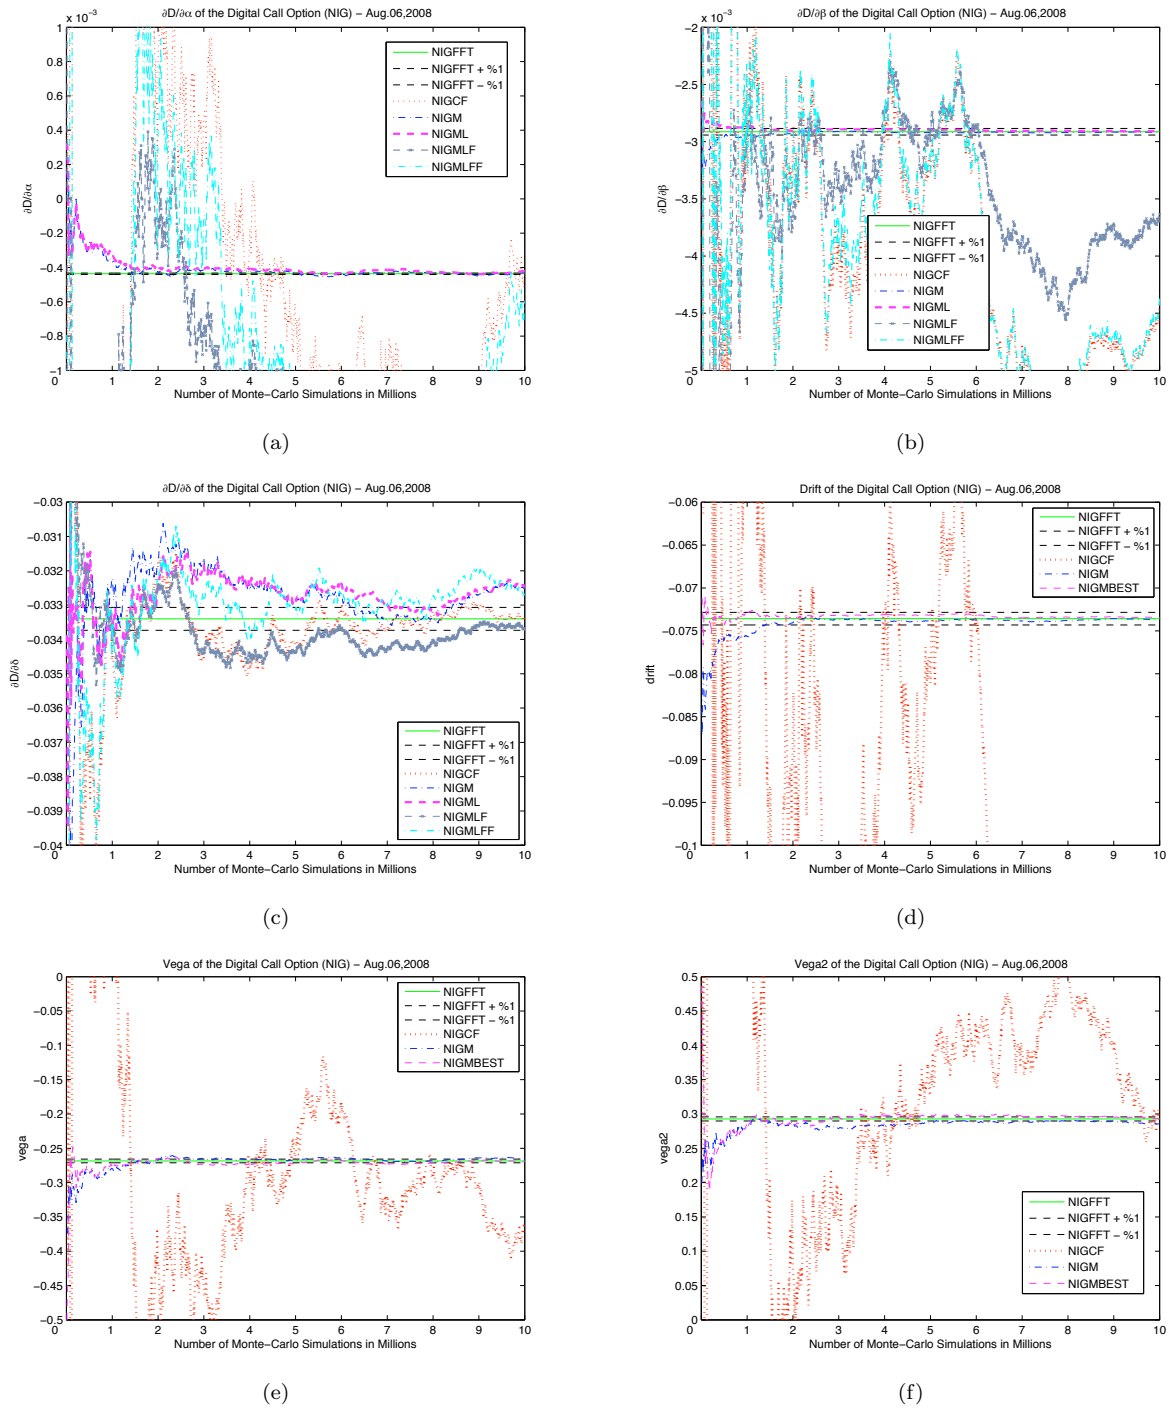 ∂D/∂α of the Digital Call Option (NIG) − Aug.06,2008
x 10⁻³
1
0.8
0.6
0.4
0.2
0
−0.2
−0.4
−0.6
−0.8
−1
∂D/∂α
NIGFFT
NIGFFT + %1
NIGFFT − %1
NIGCF
NIGM
NIGML
NIGMLF
NIGMLFF
0 1 2 3 4 5 6 7 8 9 10
Number of Monte−Carlo Simulations in Millions
(a)
∂D/∂β of the Digital Call Option (NIG) − Aug.06,2008
x 10⁻³
−2
−2.5
−3
−3.5
−4
−4.5
−5
∂D/∂β
NIGFFT
NIGFFT + %1
NIGFFT − %1
NIGCF
NIGM
NIGML
NIGMLF
NIGMLFF
0 1 2 3 4 5 6 7 8 9 10
Number of Monte−Carlo Simulations in Millions
(b)
∂D/∂δ of the Digital Call Option (NIG) − Aug.06,2008
−0.03
−0.031
−0.032
−0.033
−0.034
−0.035
−0.036
−0.037
−0.038
−0.039
−0.04
∂D/∂δ
NIGFFT
NIGFFT + %1
NIGFFT − %1
NIGCF
NIGM
NIGML
NIGMLF
NIGMLFF
0 1 2 3 4 5 6 7 8 9 10
Number of Monte−Carlo Simulations in Millions
(c)
Drift of the Digital Call Option (NIG) − Aug.06,2008
−0.06
−0.065
−0.07
−0.075
−0.08
−0.085
−0.09
−0.095
−0.1
drift
NIGFFT
NIGFFT + %1
NIGFFT − %1
NIGCF
NIGM
NIGMBEST
0 1 2 3 4 5 6 7 8 9 10
Number of Monte−Carlo Simulations in Millions
(d)
Vega of the Digital Call Option (NIG) − Aug.06,2008
0
−0.05
−0.1
−0.15
−0.2
−0.25
−0.3
−0.35
−0.4
−0.45
−0.5
vega
NIGFFT
NIGFFT + %1
NIGFFT − %1
NIGCF
NIGM
NIGMBEST
0 1 2 3 4 5 6 7 8 9 10
Number of Monte−Carlo Simulations in Millions
(e)
Vega2 of the Digital Call Option (NIG) − Aug.06,2008
0.5
0.45
0.4
0.35
0.3
0.25
0.2
0.15
0.1
0.05
0
vega2
NIGFFT
NIGFFT + %1
NIGFFT − %1
NIGCF
NIGM
NIGMBEST
0 1 2 3 4 5 6 7 8 9 10
Number of Monte−Carlo Simulations in Millions
(f)